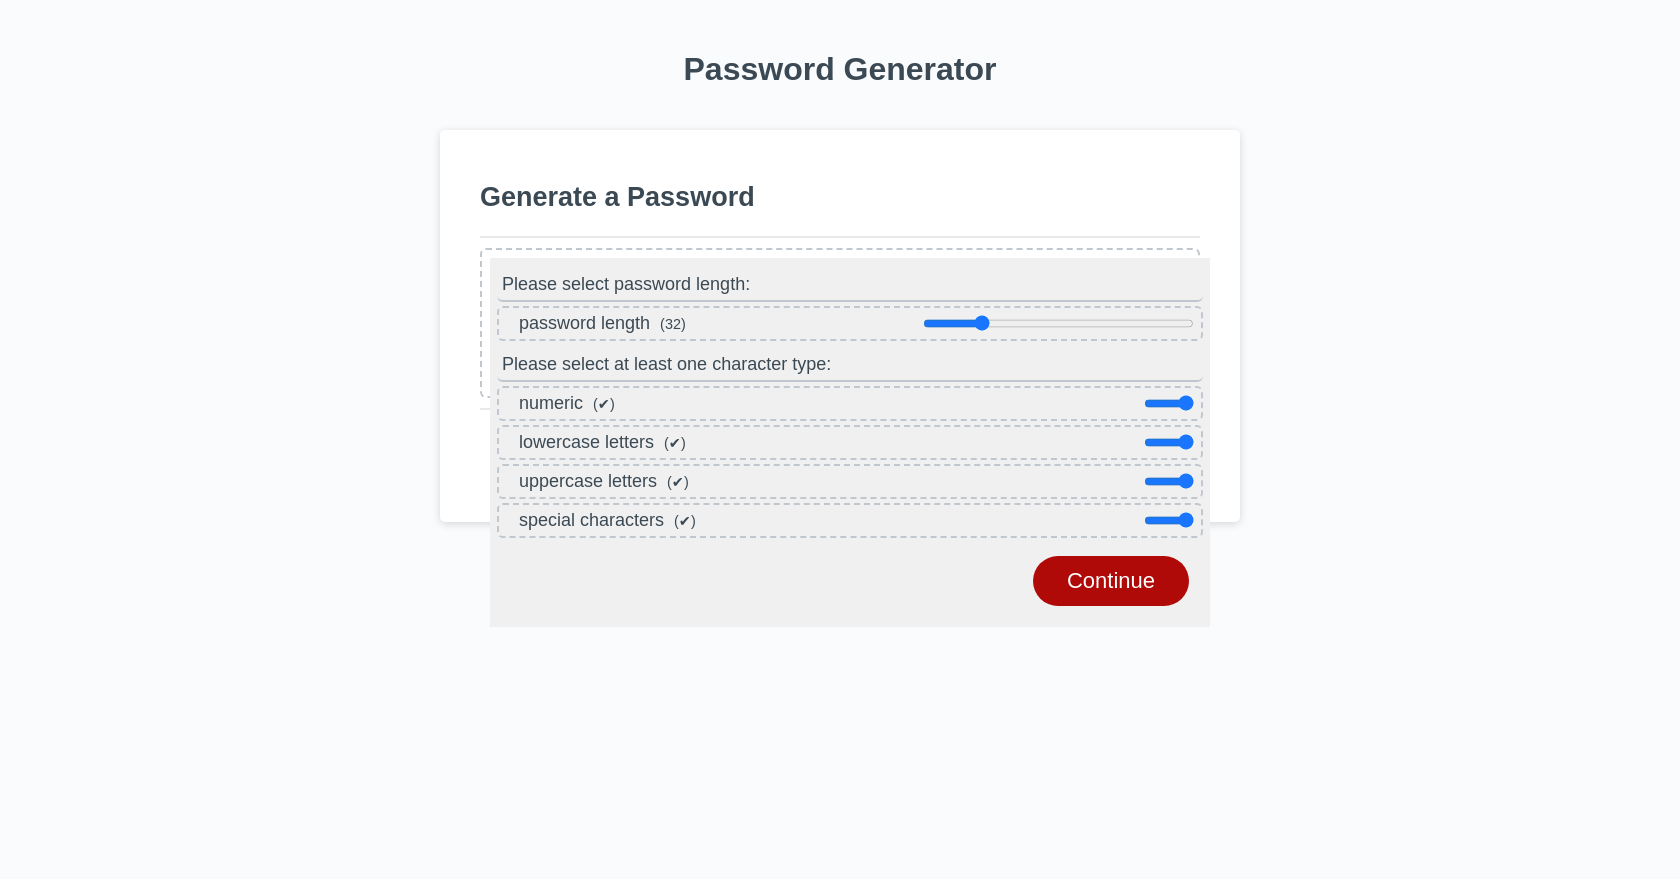 Password Generator
Generate a Password
Please select password length:
password length (32)
Please select at least one character type:
numeric (✔)
lowercase letters (✔)
uppercase letters (✔)
special characters (✔)
Continue